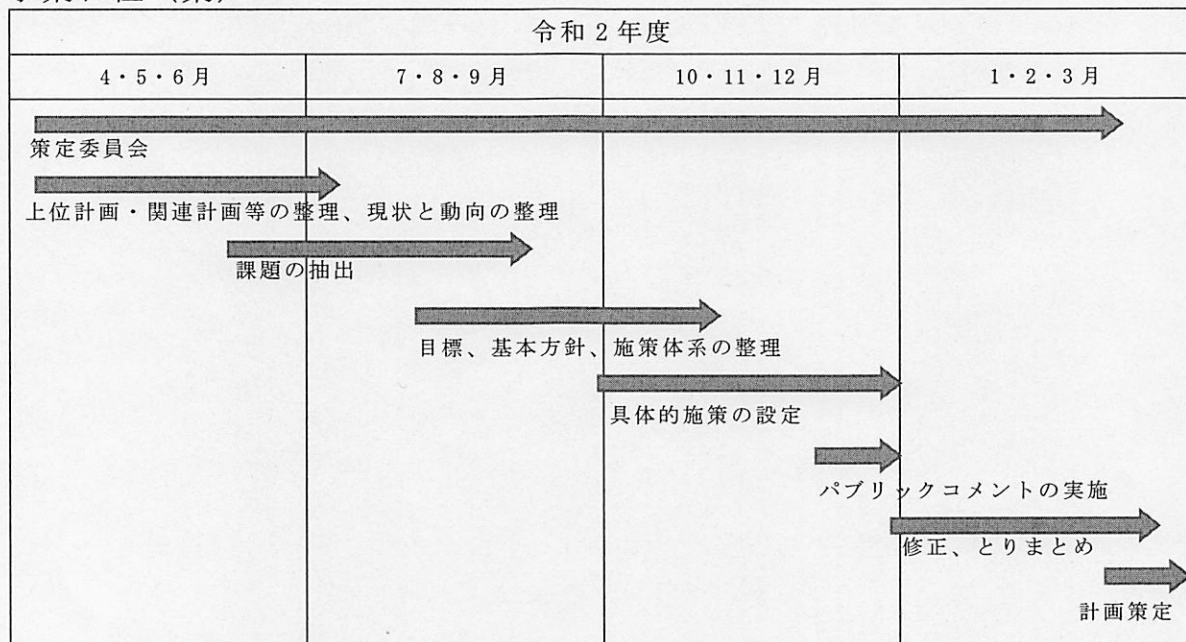 令和２年度
4・5・6月
7・8・9月
10・11・12月
1・2・3月
策定委員会
上位計画・関連計画等の整理、現状と動向の整理
課題の抽出
目標、基本方針、施策体系の整理
具体的施策の設定
パブリックコメントの実施
修正、とりまとめ
計画策定